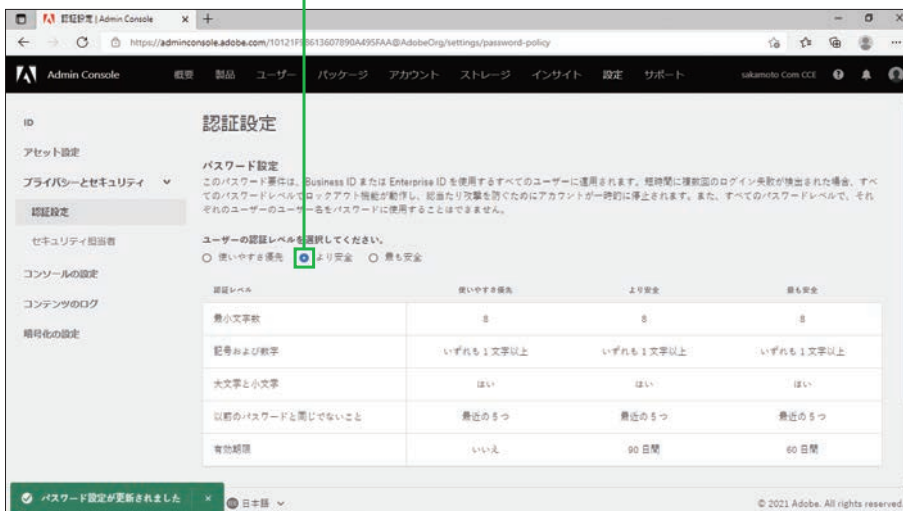 認証設定 | Admin Console
https://adminconsole.adobe.com/10121F98613607890A495FAA@AdobeOrg/settings/password-policy
Admin Console 概要 製品 ユーザー パッケージ アカウント ストレージ インサイト 設定 サポート sakamoto Com CCE
ID
アセット設定
プライバシーとセキュリティ
認証設定
セキュリティ担当者
コンソールの設定
コンテンツのログ
暗号化の設定
認証設定
パスワード設定
このパスワード要件は、Business ID または Enterprise ID を使用するすべてのユーザーに適用されます。短時間に複数回のログイン失敗が検出された場合、すべ
てのパスワードレベルでロックアウト機能が動作し、総当たり攻撃を防ぐためにアカウントが一時的に停止されます。また、すべてのパスワードレベルで、それ
ぞれのユーザーのユーザー名をパスワードに使用することはできません。
ユーザーの認証レベルを選択してください。
使いやすさ優先 より安全 最も安全
認証レベル 使いやすさ優先 より安全 最も安全
最小文字数 8 8 8
記号および数字 いずれも1文字以上 いずれも1文字以上 いずれも1文字以上
大文字と小文字 はい はい はい
以前のパスワードと同じでないこと 最近の5つ 最近の5つ 最近の5つ
有効期限 いいえ 90 日間 60 日間
パスワード設定が更新されました ×
日本語
© 2021 Adobe. All rights reserved.